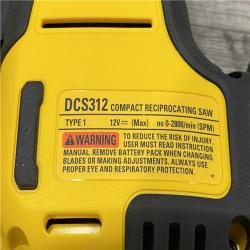 DCS312 COMPACT RECIPROCATING SAW
TYPE 1 12V⎓ (Max) no 0-2800/min (SPM)
⚠WARNING TO REDUCE THE RISK OF INJURY,
USER MUST READ INSTRUCTION
MANUAL. REMOVE BATTERY PACK WHEN CHANGING
BLADES OR MAKING ADJUSTMENTS. ALWAYS USE
PROPER EYE AND RESPIRATORY PROTECTION.